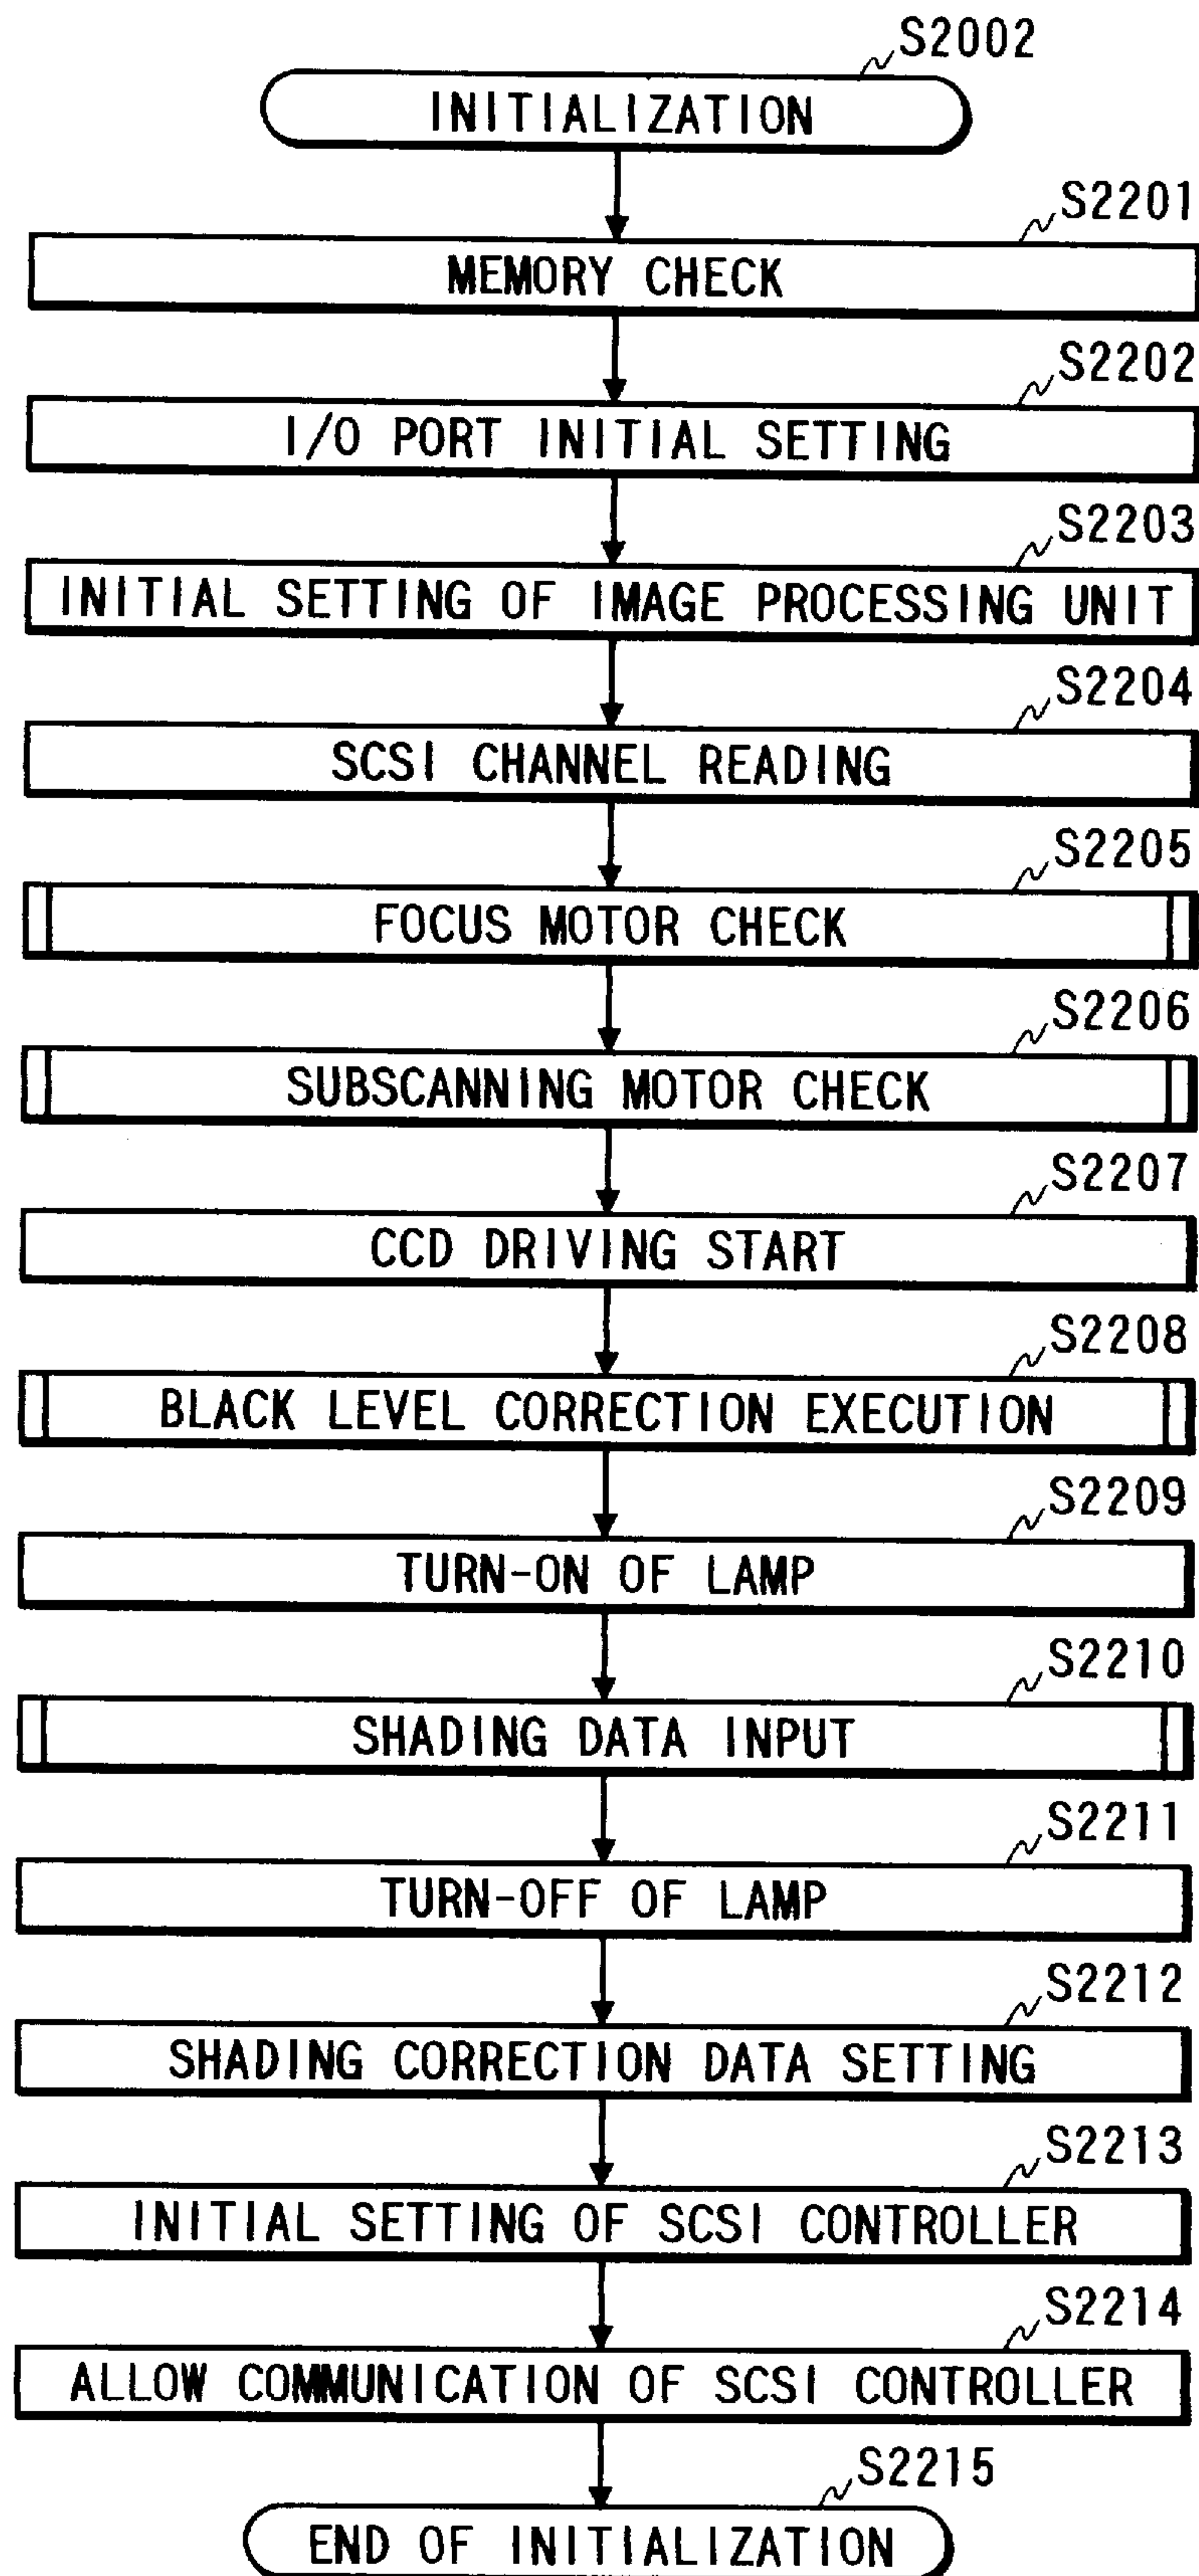 S2002
INITIALIZATION
S2201
MEMORY CHECK
S2202
I/O PORT INITIAL SETTING
S2203
INITIAL SETTING OF IMAGE PROCESSING UNIT
S2204
SCSI CHANNEL READING
S2205
FOCUS MOTOR CHECK
S2206
SUBSCANNING MOTOR CHECK
S2207
CCD DRIVING START
S2208
BLACK LEVEL CORRECTION EXECUTION
S2209
TURN-ON OF LAMP
S2210
SHADING DATA INPUT
S2211
TURN-OFF OF LAMP
S2212
SHADING CORRECTION DATA SETTING
S2213
INITIAL SETTING OF SCSI CONTROLLER
S2214
ALLOW COMMUNICATION OF SCSI CONTROLLER
S2215
END OF INITIALIZATION